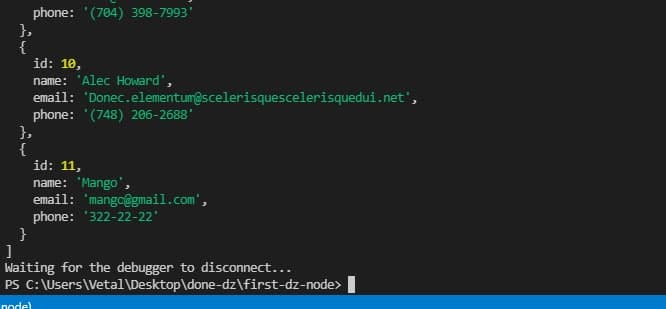 phone: '(704) 398-7993'
},
{
id: 10,
name: 'Alec Howard',
email: 'Donec.elementum@scelerisquescelerisquedui.net',
phone: '(748) 206-2688'
},
{
id: 11,
name: 'Mango',
email: 'mango@gmail.com',
phone: '322-22-22'
}
]
Waiting for the debugger to disconnect...
PS C:\Users\Vetal\Desktop\done-dz\first-dz-node>
node)